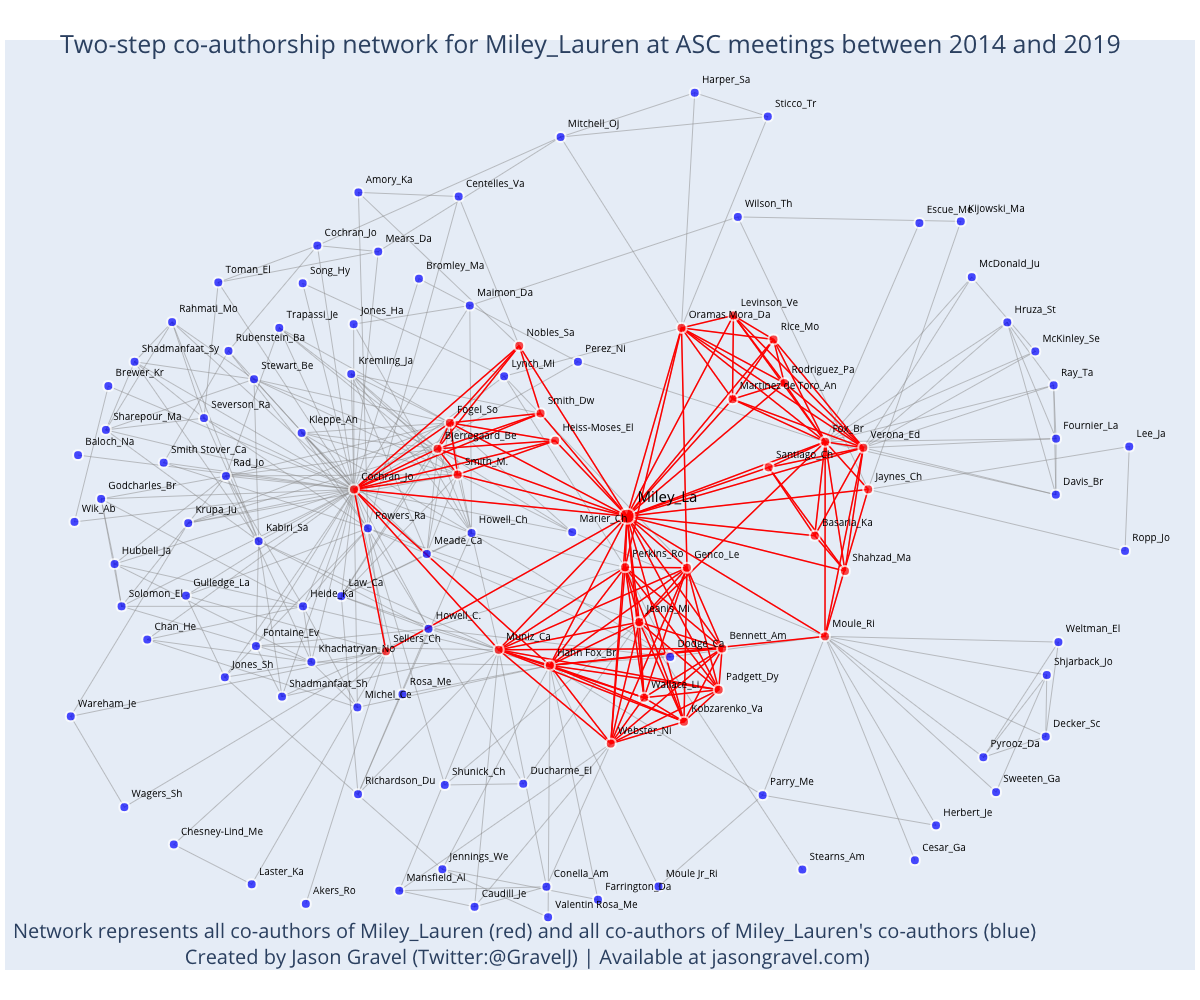 Two-step co-authorship network for Miley_Lauren at ASC meetings between 2014 and 2019
Harper_Sa
Sticco_Tr
Mitchell_Oj
Amory_Ka
Centelles_Va
Wilson_Th
Escue_Me
Kijowski_Ma
Cochran_Jo
Mears_Da
Toman_El
Song_Hy
Bromley_Ma
McDonald_Ju
Maimon_Da
Rahmati_Mo
Trapassi_Je
Jones_Ha
Levinson_Ve
Oramas Mora_Da
Hruza_St
Rubenstein_Ba
Nobles_Sa
Rice_Mo
McKinley_Se
Shadmanfaat_Sy
Stewart_Be
Kremling_Ja
Lynch_Mi
Perez_Ni
Rodriguez_Pa
Ray_Ta
Brewer_Kr
Martinez de Toro_An
Smith_Dw
Severson_Ra
Sharepour_Ma
Kleppe_An
Fogel_So
Heiss-Moses_El
Fox_Br
Verona_Ed
Fournier_La
Lee_Ja
Baloch_Na
Bjerregaard_Be
Smith Stover_Ca
Rad_Jo
Smith_M.
Santiago_Ch
Cochran_Jo
Jaynes_Ch
Davis_Br
Godcharles_Br
Miley_La
Wik_Ab
Krupa_Ju
Powers_Ra
Howell_Ch
Marier_Ch
Basaria_Ka
Kabiri_Sa
Meade_Ca
Ropp_Jo
Hubbell_Ja
Perkins_Ro
Genco_Le
Shahzad_Ma
Solomon_El
Gulledge_La
Law_Ca
Heide_Ka
Howell_C.
Jeanis_Mi
Moule_Ri
Chan_He
Fontaine_Ev
Khachatryan_No
Sellers_Ch
Muniz_Ca
Dodge_Ca
Bennett_Am
Weltman_El
Hahn Fox_Br
Jones_Sh
Shadmanfaat_Sh
Michel_Ce
Rosa_Me
Wallace_Li
Padgett_Dy
Shjarback_Jo
Wareham_Je
Kobzarenko_Va
Webster_Ni
Decker_Sc
Pyrooz_Da
Richardson_Du
Shunick_Ch
Ducharme_El
Parry_Me
Sweeten_Ga
Wagers_Sh
Herbert_Je
Chesney-Lind_Me
Jennings_We
Stearns_Am
Cesar_Ga
Laster_Ka
Mansfield_Al
Conella_Am
Farrington_Da
Moule Jr_Ri
Akers_Ro
Caudill_Je
Valentin Rosa_Me
Network represents all co-authors of Miley_Lauren (red) and all co-authors of Miley_Lauren's co-authors (blue)
Created by Jason Gravel (Twitter:@GravelJ) | Available at jasongravel.com)